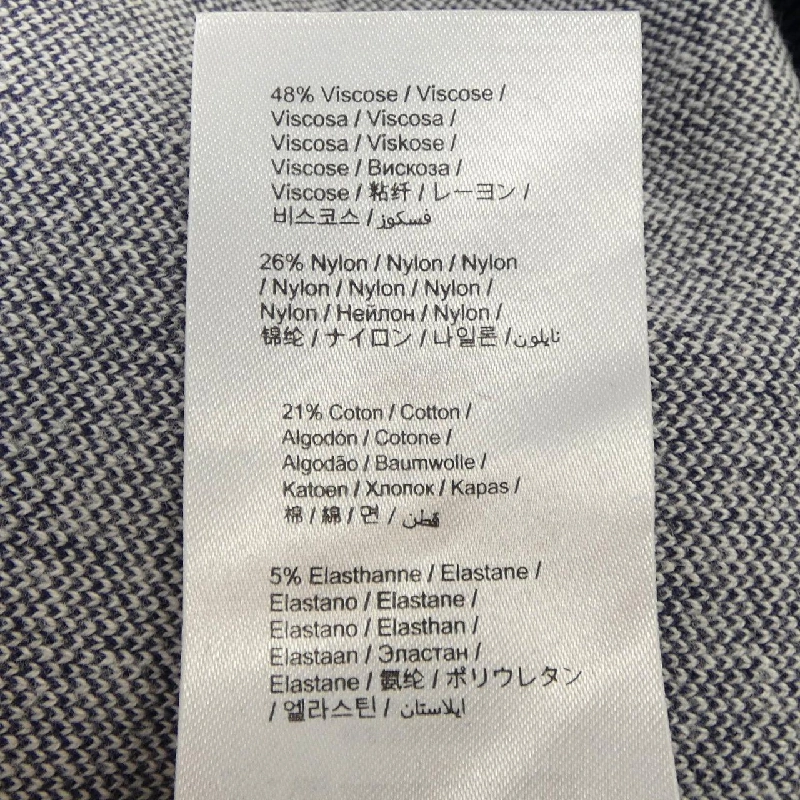 48% Viscose / Viscose /
Viscosa / Viscosa /
Viscosa / Viskose /
Viscose / Вискоза /
Viscose / 粘纤 / レーヨン /
비스코스 / فسكوز
26% Nylon / Nylon / Nylon
/ Nylon / Nylon / Nylon /
Nylon / Нейлон / Nylon /
锦纶 / ナイロン / 나일론 / نايلون
21% Coton / Cotton /
Algodón / Cotone /
Algodão / Baumwolle /
Katoen / Хлопок / Kapas /
棉 / 綿 / 면 / قطن
5% Elasthanne / Elastane /
Elastano / Elastane /
Elastano / Elasthan /
Elastaan / Эластан /
Elastane / 氨纶 / ポリウレタン
/ 엘라스틴 / ايلاستان